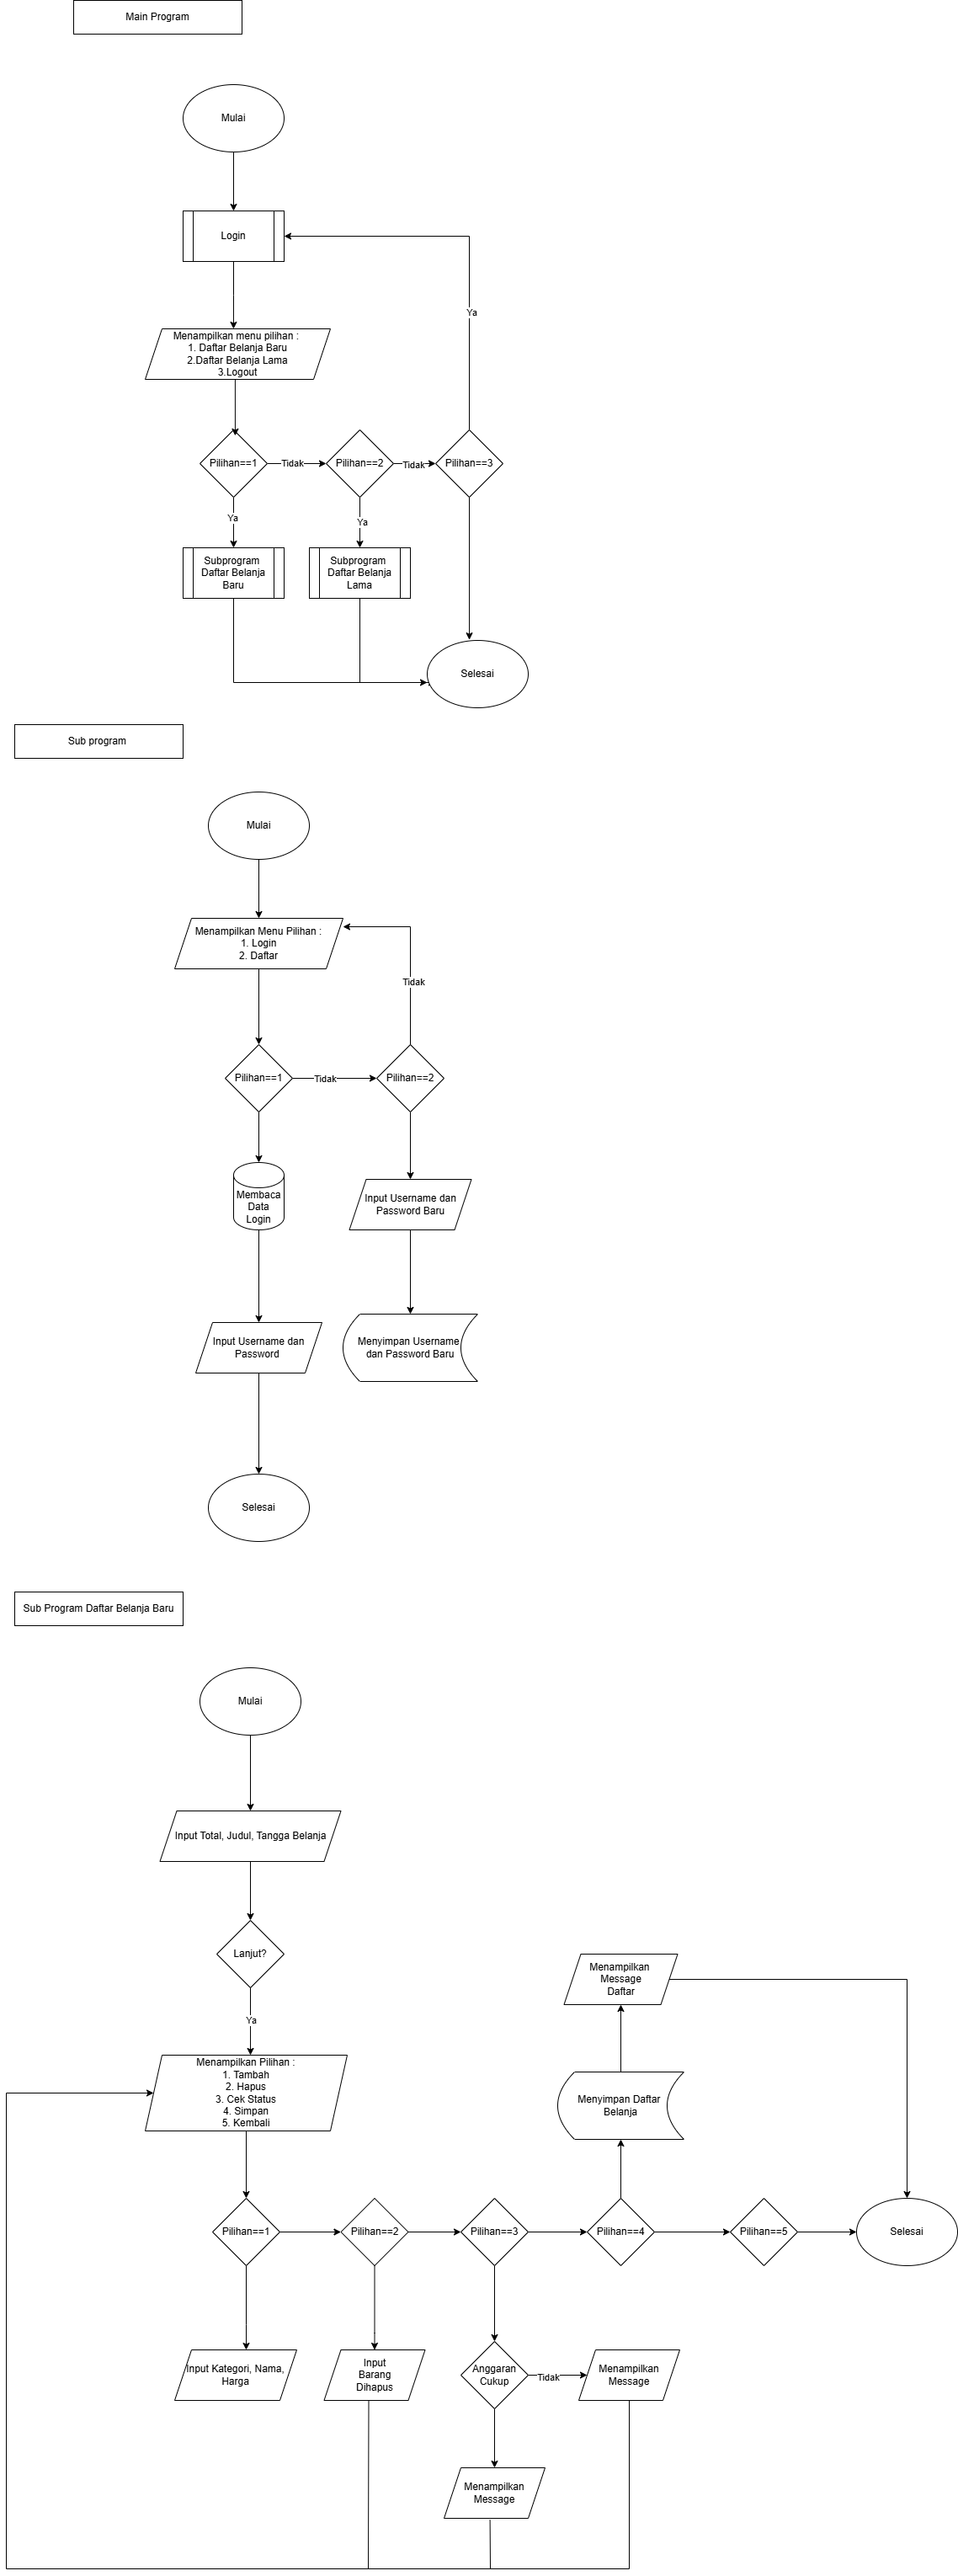 Main Program
Mulai
Login
Ya
Menampilkan menu pilihan :
1. Daftar Belanja Baru
2.Daftar Belanja Lama
3.Logout
Pilihan==1
Tidak
Pilihan==2
Tidak
Pilihan==3
Ya
Ya
Subprogram
Daftar Belanja
Baru
Subprogram
Daftar Belanja
Lama
Selesai
Sub program
Mulai
Menampilkan Menu Pilihan :
1. Login
2. Daftar
Tidak
Pilihan==1
Tidak
Pilihan==2
Membaca
Data
Login
Input Username dan
Password Baru
Input Username dan
Password
Menyimpan Username
dan Password Baru
Selesai
Sub Program Daftar Belanja Baru
Mulai
Input Total, Judul, Tangga Belanja
Lanjut?
Ya
Menampilkan
Message
Daftar
Menampilkan Pilihan :
1. Tambah
2. Hapus
3. Cek Status
4. Simpan
5. Kembali
Menyimpan Daftar
Belanja
Pilihan==1
Pilihan==2
Pilihan==3
Pilihan==4
Pilihan==5
Selesai
Input Kategori, Nama,
Harga
Input
Barang
Dihapus
Anggaran
Cukup
Tidak
Menampilkan
Message
Menampilkan
Message